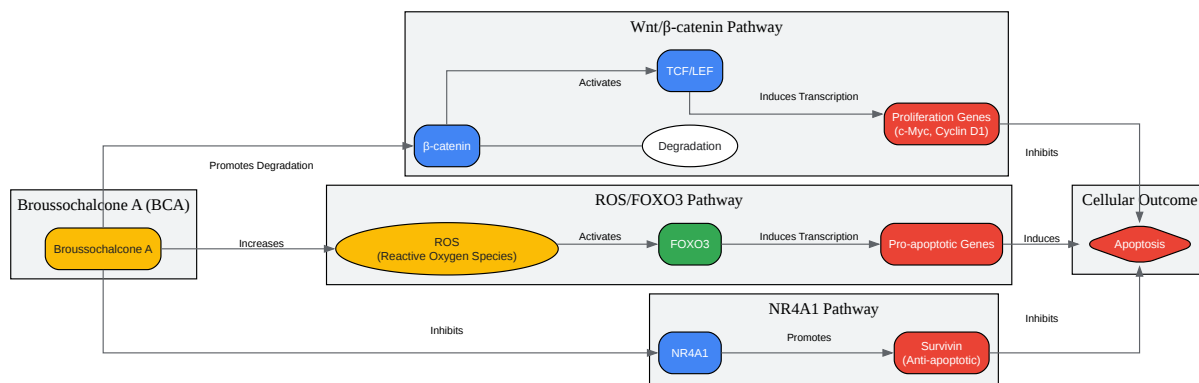 Wnt/β-catenin Pathway
TCF/LEF
Activates
Induces Transcription
Proliferation Genes
(c-Myc, Cyclin D1)
β-catenin
Degradation
Inhibits
Promotes Degradation
Broussochalcone A (BCA)
ROS/FOXO3 Pathway
Cellular Outcome
Broussochalcone A
Increases
ROS
(Reactive Oxygen Species)
Activates
FOXO3
Induces Transcription
Pro-apoptotic Genes
Induces
Apoptosis
NR4A1 Pathway
Inhibits
Inhibits
NR4A1
Promotes
Survivin
(Anti-apoptotic)